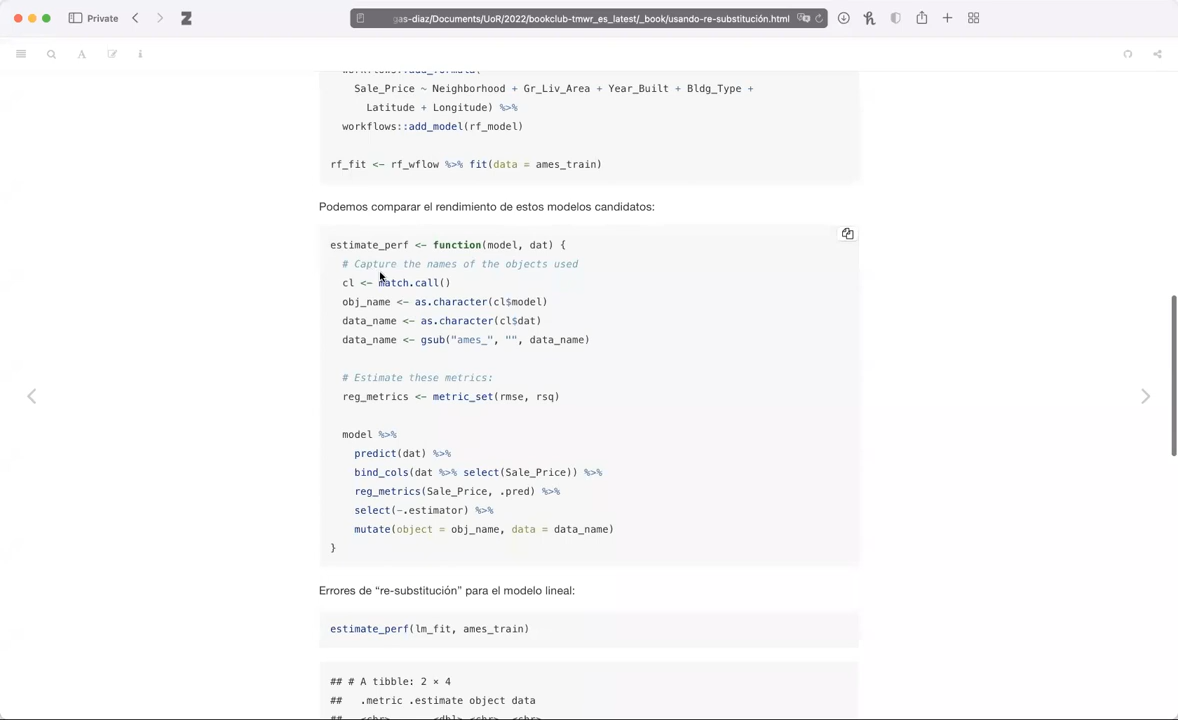 Private
gas-diaz/Documents/UoR/2022/bookclub-tmwr_es_latest/_book/usando-re-substitución.html
Sale_Price ~ Neighborhood + Gr_Liv_Area + Year_Built + Bldg_Type +
Latitude + Longitude) %>%
workflows::add_model(rf_model)
rf_fit <- rf_wflow %>% fit(data = ames_train)
Podemos comparar el rendimiento de estos modelos candidatos:
estimate_perf <- function(model, dat) {
# Capture the names of the objects used
cl <- match.call()
obj_name <- as.character(cl$model)
data_name <- as.character(cl$dat)
data_name <- gsub("ames_", "", data_name)
# Estimate these metrics:
reg_metrics <- metric_set(rmse, rsq)
model %>%
predict(dat) %>%
bind_cols(dat %>% select(Sale_Price)) %>%
reg_metrics(Sale_Price, .pred) %>%
select(-.estimator) %>%
mutate(object = obj_name, data = data_name)
}
Errores de “re-substitución” para el modelo lineal:
estimate_perf(lm_fit, ames_train)
## # A tibble: 2 × 4
## .metric .estimate object data